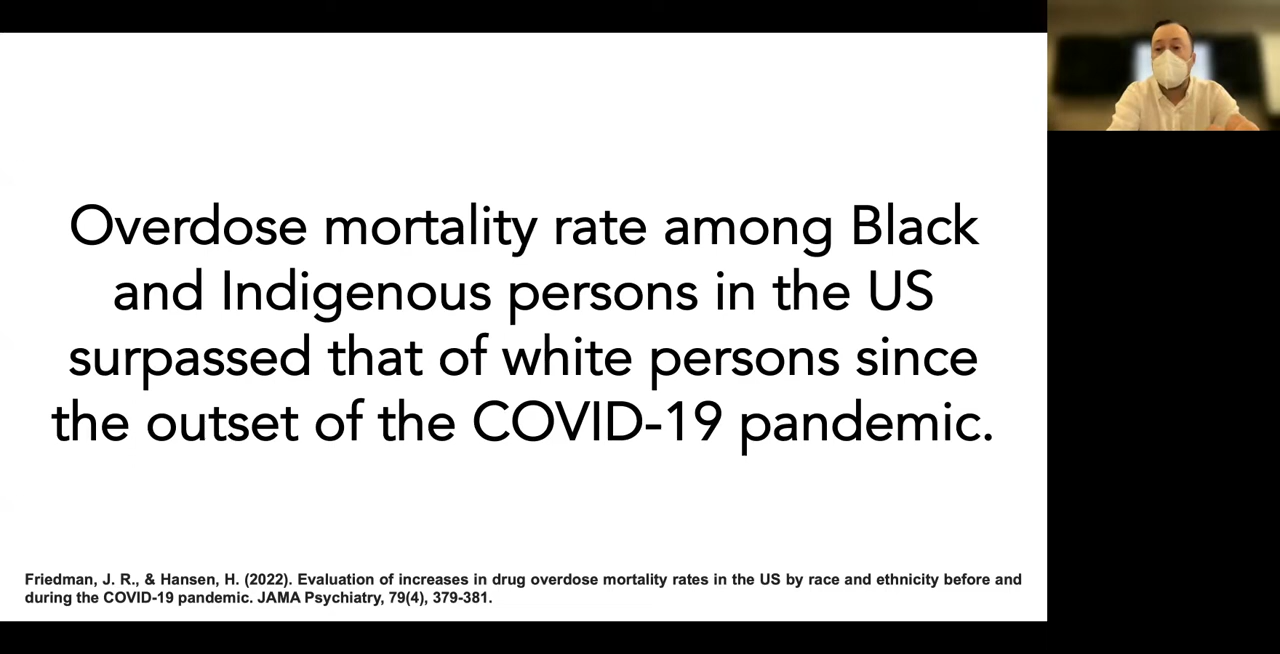 Overdose mortality rate among Black
and Indigenous persons in the US
surpassed that of white persons since
the outset of the COVID-19 pandemic.
Friedman, J. R., & Hansen, H. (2022). Evaluation of increases in drug overdose mortality rates in the US by race and ethnicity before and
during the COVID-19 pandemic. JAMA Psychiatry, 79(4), 379-381.